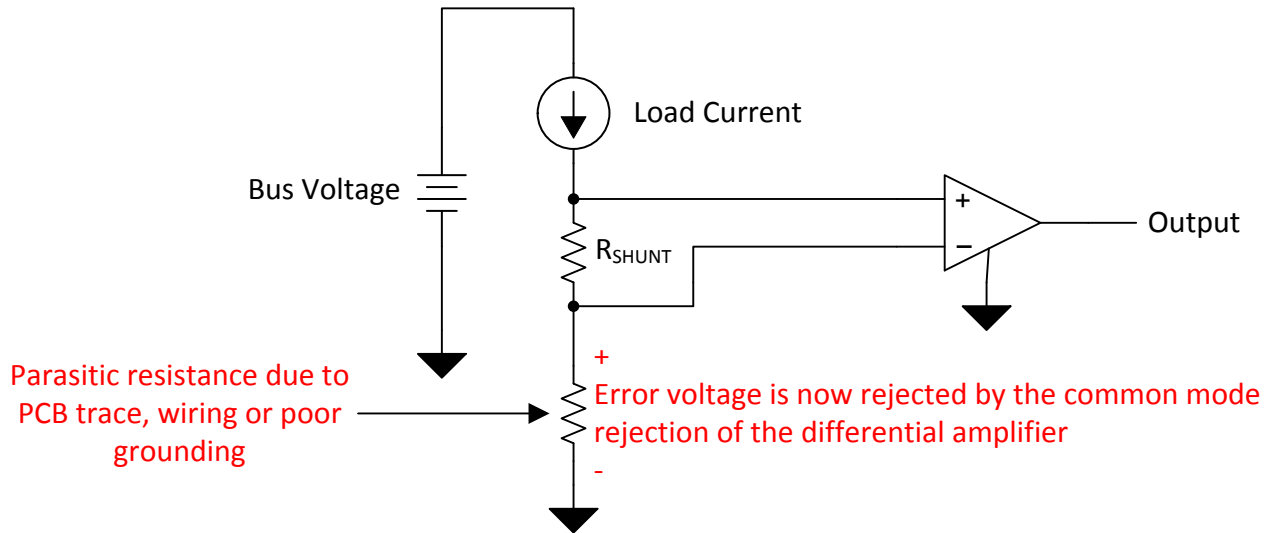 Load Current
Bus Voltage
+
−
Output
RSHUNT
Parasitic resistance due to
PCB trace, wiring or poor
grounding
+
Error voltage is now rejected by the common mode
rejection of the differential amplifier
-